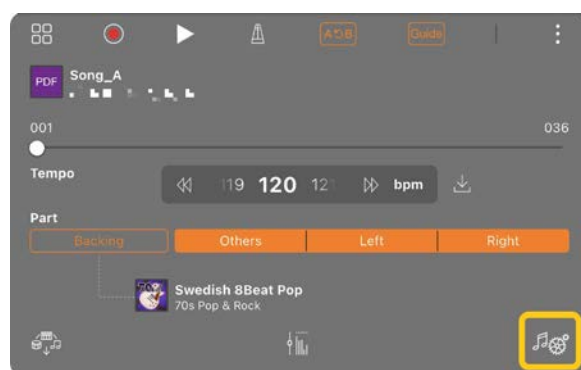 A B Guide
PDF Song_A
001 036
Tempo 119 120 12 bpm
Part
Backing Others Left Right
Swedish 8Beat Pop
70s Pop & Rock